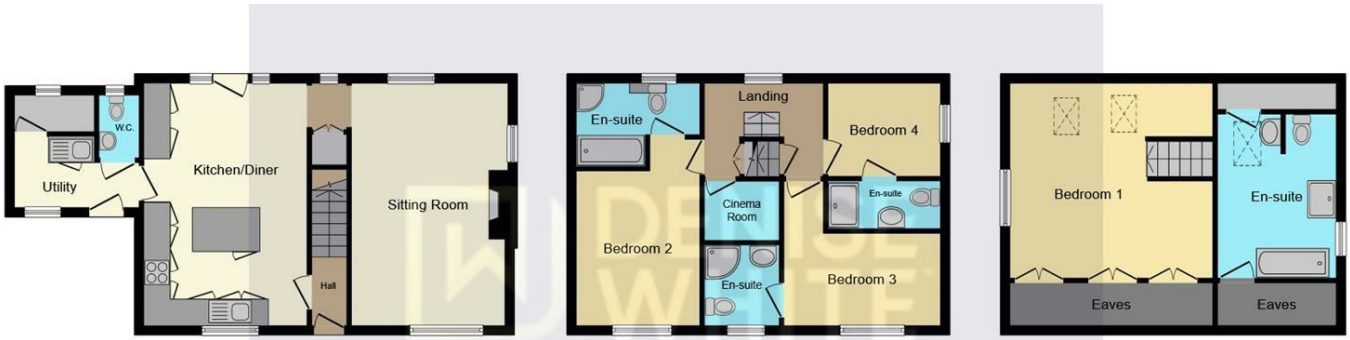 Utility
W.C.
Kitchen/Diner
Hall
Sitting Room
En-suite
Landing
Bedroom 4
Cinema
Room
En-suite
Bedroom 2
En-suite
Bedroom 3
Bedroom 1
En-suite
Eaves
Eaves
DENISE
WHITE